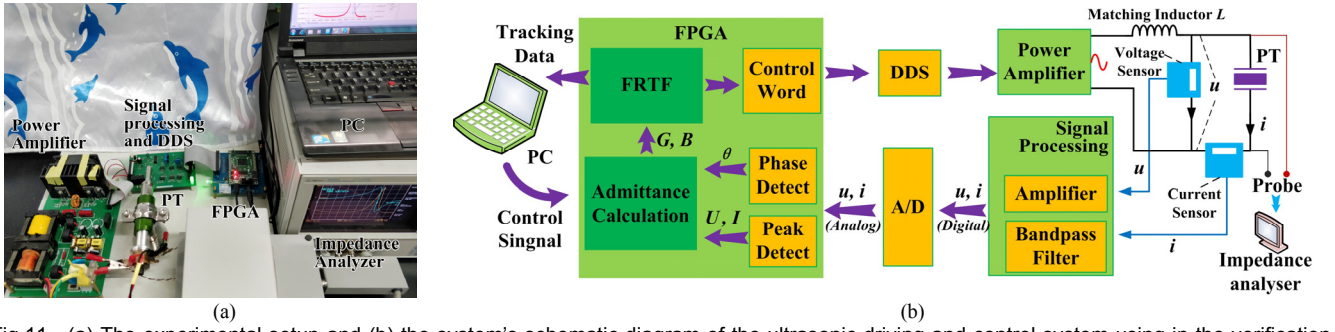 Power
Amplifier
Signal
processing
and DDS
PC
PT
FPGA
Impedance
Analyzer
(a)
Tracking
Data
PC
Control
Singnal
FPGA
FRTF
Control
Word
G, B
Admittance
Calculation
θ
Phase
Detect
U, I
Peak
Detect
u, i
(Analog)
A/D
u, i
(Digital)
DDS
Power
Amplifier
Matching Inductor L
Voltage
Sensor
u
PT
i
Signal
Processing
Amplifier
Bandpass
Filter
u
i
Current
Sensor
Probe
Impedance
analyser
(b)
Fig.11. (a) The experimental setup and (b) the system's schematic diagram of the ultrasonic driving and control system using in the verification